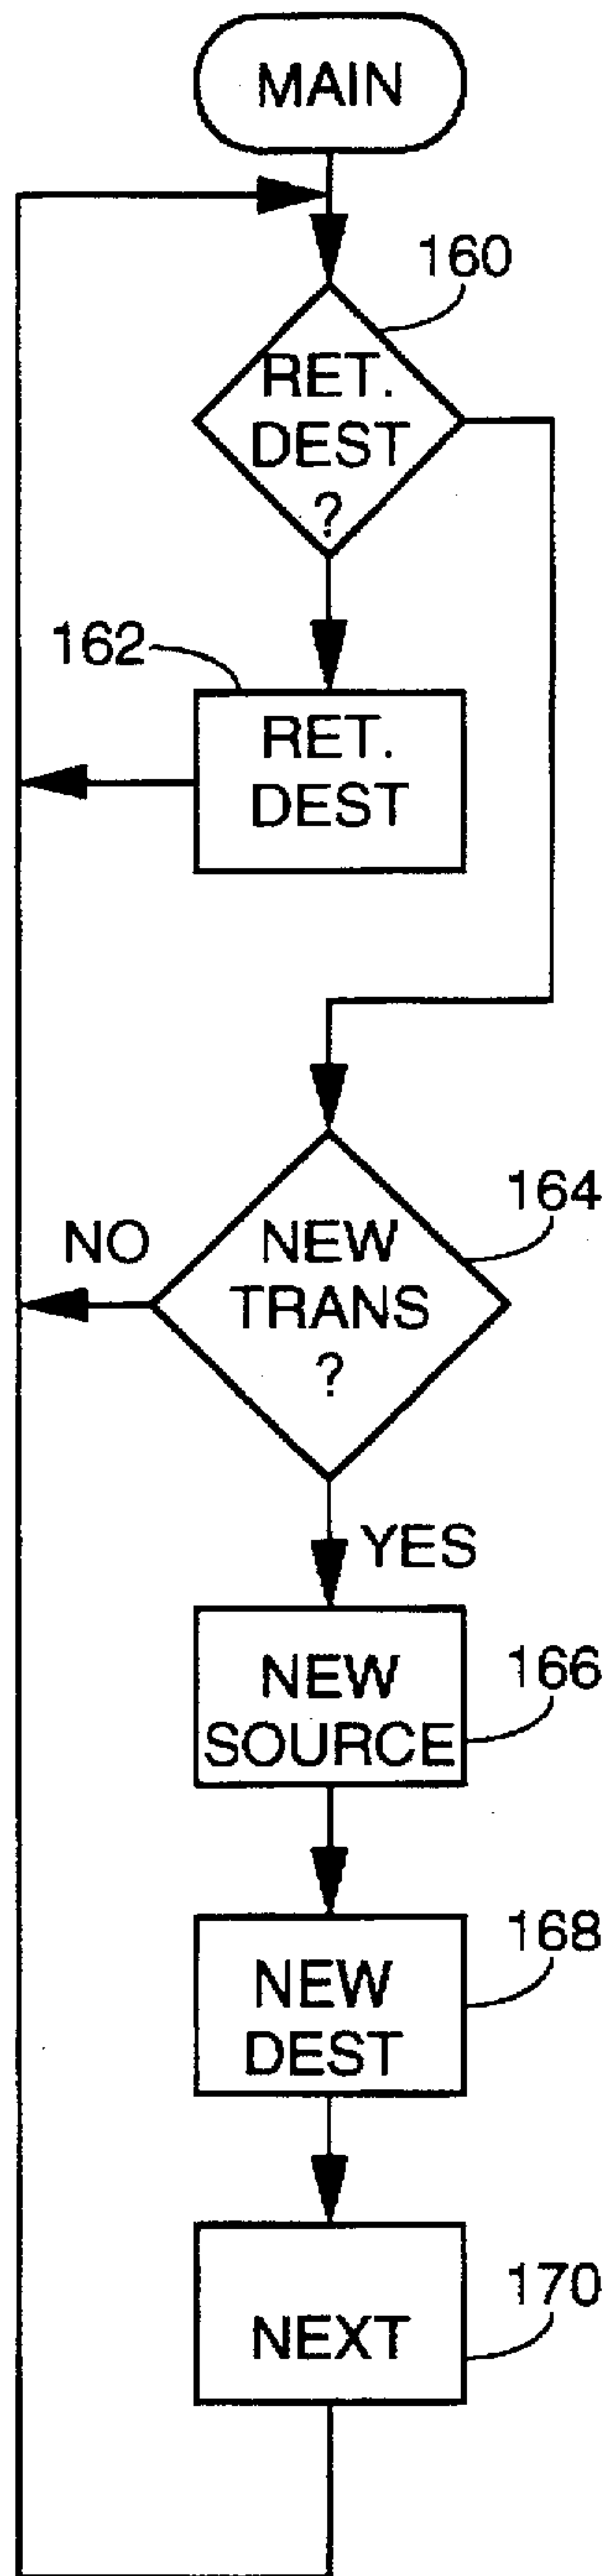 MAIN
160
RET.
DEST
?
162
RET.
DEST
164
NO
NEW
TRANS
?
YES
NEW
SOURCE
166
NEW
DEST
168
NEXT
170